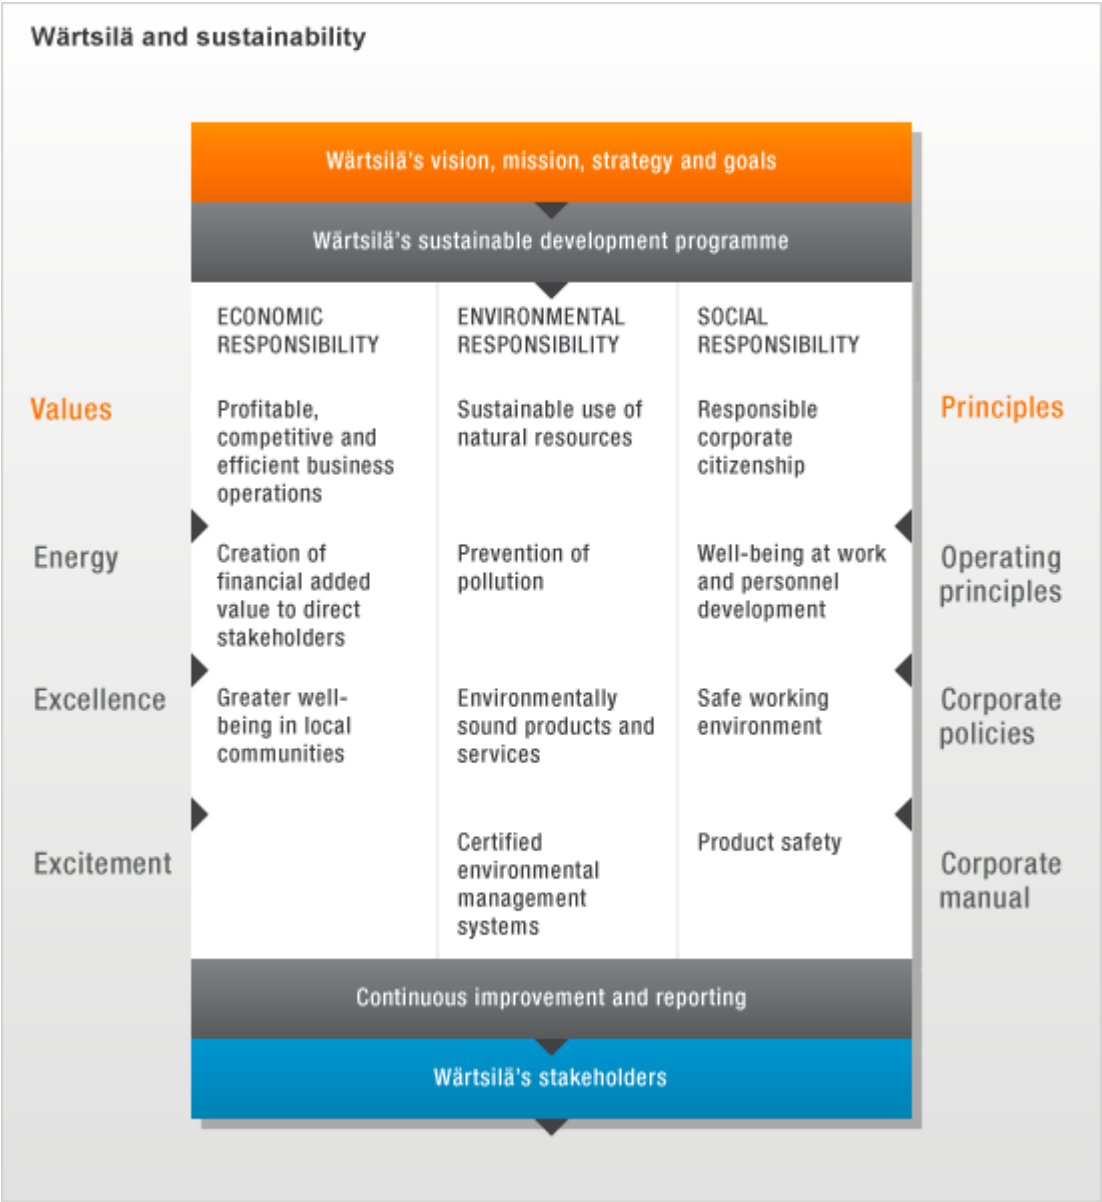 Wärtsilä and sustainability
Wärtsilä's vision, mission, strategy and goals
Wärtsilä's sustainable development programme
Values
Energy
Excellence
Excitement
ECONOMIC
RESPONSIBILITY
Profitable,
competitive and
efficient business
operations
Creation of
financial added
value to direct
stakeholders
Greater well-
being in local
communities
ENVIRONMENTAL
RESPONSIBILITY
Sustainable use of
natural resources
Prevention of
pollution
Environmentally
sound products and
services
Certified
environmental
management
systems
SOCIAL
RESPONSIBILITY
Responsible
corporate
citizenship
Well-being at work
and personnel
development
Safe working
environment
Product safety
Principles
Operating
principles
Corporate
policies
Corporate
manual
Continuous improvement and reporting
Wärtsilä's stakeholders